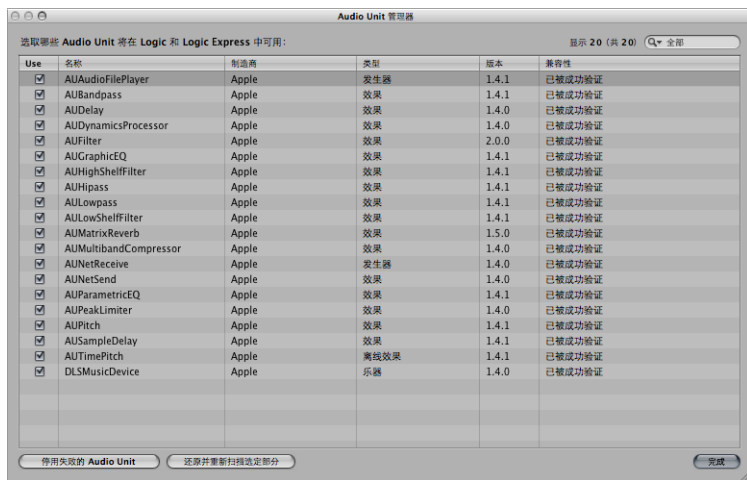 Audio Unit 管理器
选取哪些 Audio Unit 将在 Logic 和 Logic Express 中可用：
显示 20 (共 20) 全部
Use 名称 制造商 类型 版本 兼容性
AUAudioFilePlayer Apple 发生器 1.4.1 已被成功验证
AUBandpass Apple 效果 1.4.1 已被成功验证
AUDelay Apple 效果 1.4.0 已被成功验证
AUDynamicsProcessor Apple 效果 1.4.0 已被成功验证
AUFilter Apple 效果 2.0.0 已被成功验证
AUGraphicEQ Apple 效果 1.4.1 已被成功验证
AUHighShelfFilter Apple 效果 1.4.1 已被成功验证
AUHipass Apple 效果 1.4.1 已被成功验证
AULowpass Apple 效果 1.4.1 已被成功验证
AULowShelfFilter Apple 效果 1.4.1 已被成功验证
AUMatrixReverb Apple 效果 1.5.0 已被成功验证
AUMultibandCompressor Apple 效果 1.4.0 已被成功验证
AUNetReceive Apple 发生器 1.4.0 已被成功验证
AUNetSend Apple 效果 1.4.0 已被成功验证
AUParametricEQ Apple 效果 1.4.1 已被成功验证
AUPeakLimiter Apple 效果 1.4.0 已被成功验证
AUPitch Apple 效果 1.4.1 已被成功验证
AUSampleDelay Apple 效果 1.4.1 已被成功验证
AUTimePitch Apple 离线效果 1.4.1 已被成功验证
DLSMusicDevice Apple 乐器 1.4.0 已被成功验证
停用失败的 Audio Unit 还原并重新扫描选定部分 完成